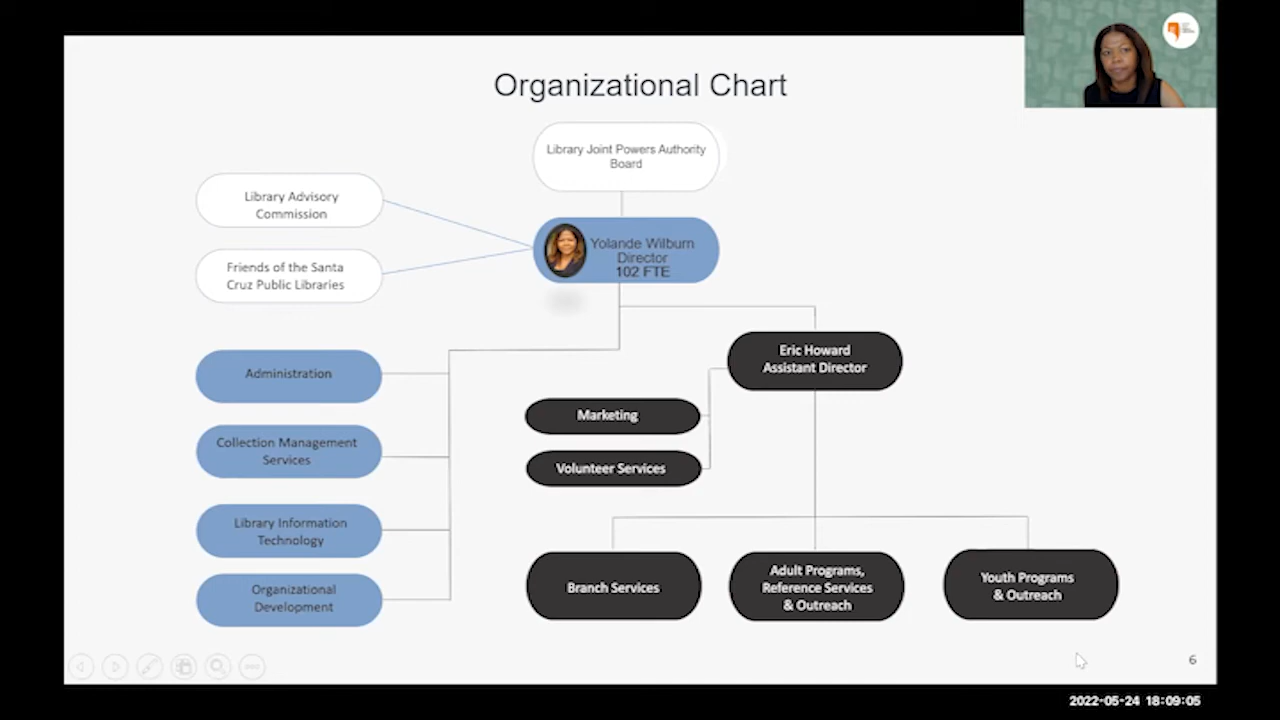 Organizational Chart
Library Joint Powers Authority
Board
Library Advisory
Commission
Yolande Wilburn
Director
102 FTE
Friends of the Santa
Cruz Public Libraries
Eric Howard
Assistant Director
Administration
Marketing
Collection Management
Services
Volunteer Services
Library Information
Technology
Organizational
Development
Branch Services
Adult Programs,
Reference Services
& Outreach
Youth Programs
& Outreach
6
2022-05-24 18:09:05